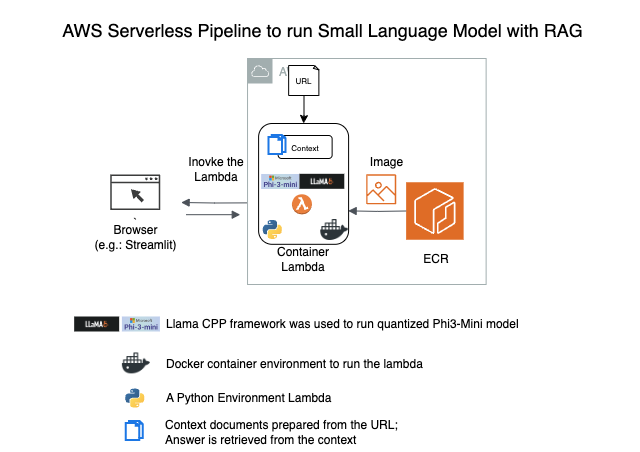 AWS Serverless Pipeline to run Small Language Model with RAG
A
URL
Context
Inovke the
Lambda
Image
Microsoft
Phi-3-mini
LLaMA
Browser
(e.g.: Streamlit)
Container
Lambda
ECR
LLaMA
Microsoft
Phi-3-mini
Llama CPP framework was used to run quantized Phi3-Mini model
Docker container environment to run the lambda
A Python Environment Lambda
Context documents prepared from the URL;
Answer is retrieved from the context